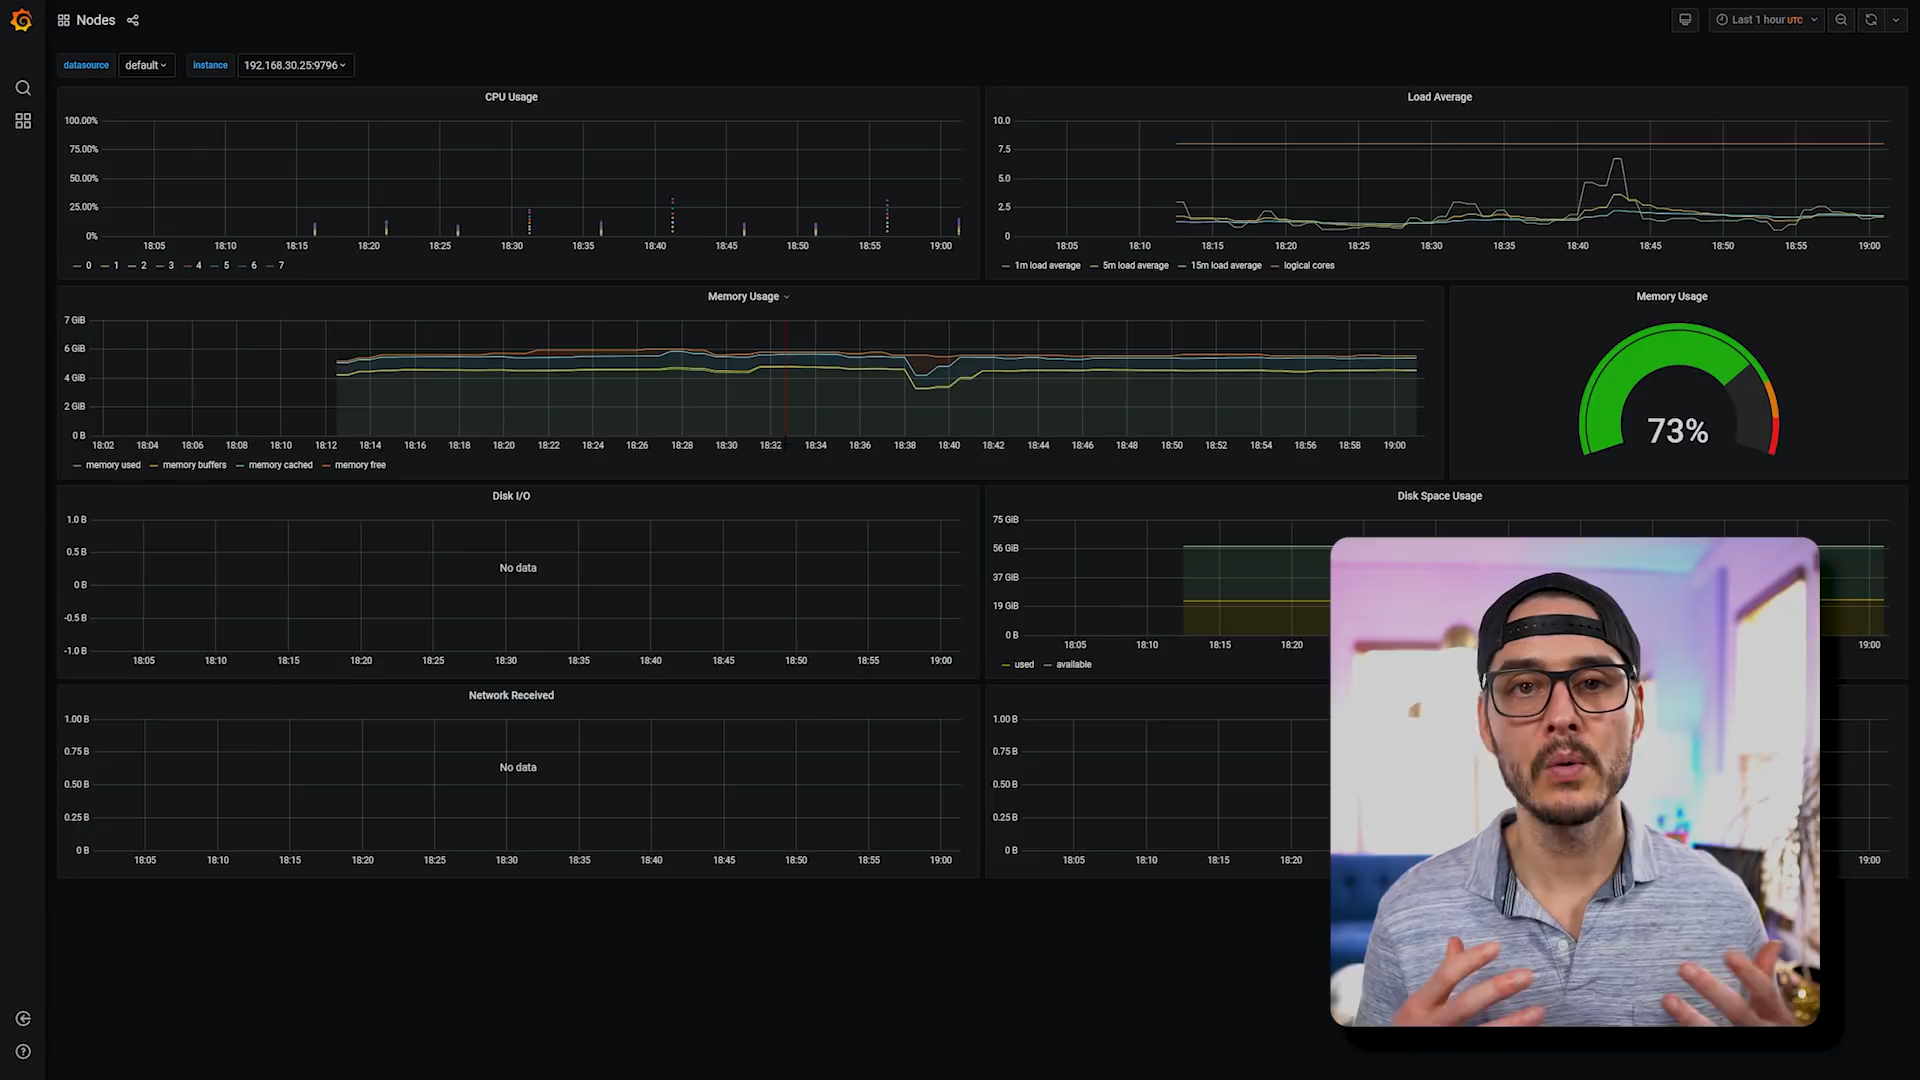 Nodes
Last 1 hour UTC
datasource default instance 192.168.30.25:9796
CPU Usage
100.00%
75.00%
50.00%
25.00%
0%
18:05 18:10 18:15 18:20 18:25 18:30 18:35 18:40 18:45 18:50 18:55 19:00
0 1 2 3 4 5 6 7
Load Average
10.0
7.5
5.0
2.5
0
18:05 18:10 18:15 18:20 18:25 18:30 18:35 18:40 18:45 18:50 18:55 19:00
1m load average 5m load average 15m load average logical cores
Memory Usage
7 GiB
6 GiB
4 GiB
2 GiB
0 B
18:02 18:04 18:06 18:08 18:10 18:12 18:14 18:16 18:18 18:20 18:22 18:24 18:26 18:28 18:30 18:32 18:34 18:36 18:38 18:40 18:42 18:44 18:46 18:48 18:50 18:52 18:54 18:56 18:58 19:00
memory used memory buffers memory cached memory free
Memory Usage
73%
Disk I/O
1.0 B
0.5 B
No data
0 B
-0.5 B
-1.0 B
18:05 18:10 18:15 18:20 18:25 18:30 18:35 18:40 18:45 18:50 18:55 19:00
Disk Space Usage
75 GiB
56 GiB
37 GiB
19 GiB
0 B
18:05 18:10 18:15 18:20 19:00
used available
Network Received
1.00 B
0.75 B
No data
0.50 B
0.25 B
0 B
18:05 18:10 18:15 18:20 18:25 18:30 18:35 18:40 18:45 18:50 18:55 19:00
1.00 B
0.75 B
0.50 B
0.25 B
0 B
18:05 18:10 18:15 18:20 19:00